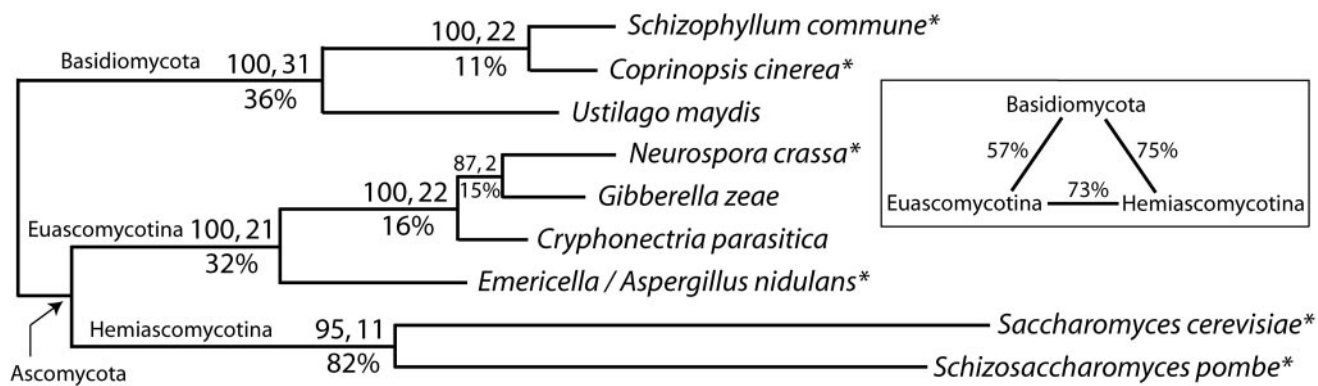 Schizophyllum commune*
100, 22
11%
Basidiomycota
100, 31
36%
Coprinopsis cinerea*
Ustilago maydis
Neurospora crassa*
87, 2
15%
Gibberella zeae
100, 22
16%
Cryphonectria parasitica
Euascomycotina
100, 21
32%
Emericella / Aspergillus nidulans*
Saccharomyces cerevisiae*
Hemiascomycotina
95, 11
82%
Schizosaccharomyces pombe*
Ascomycota
Basidiomycota
57%
75%
Euascomycotina
73%
Hemiascomycotina